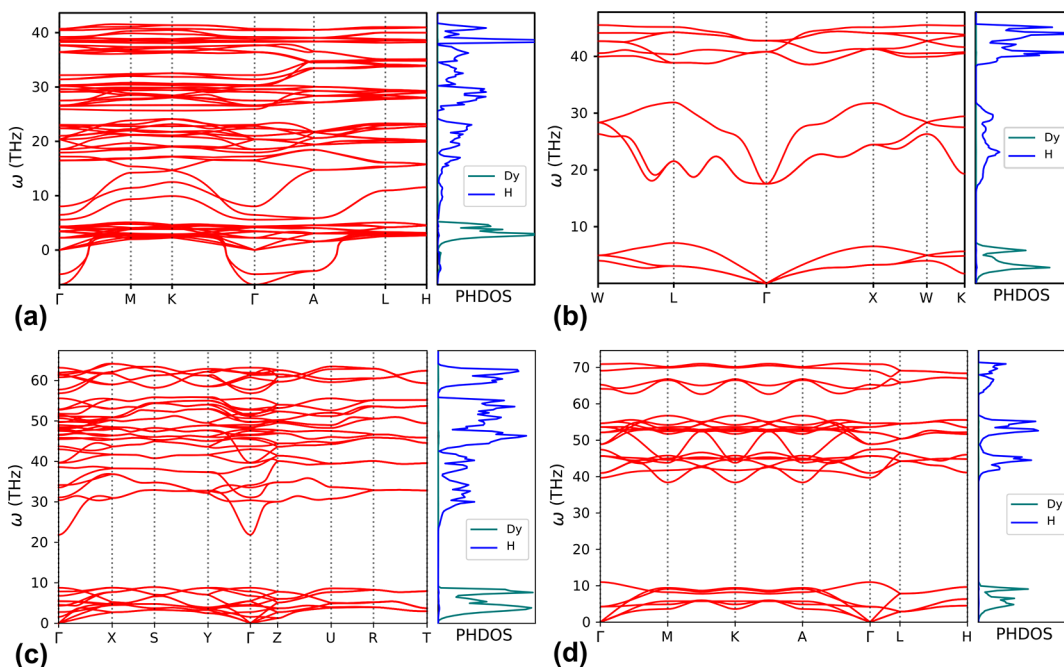 40
30
20
10
0
ω (THz)
Γ M K Γ A L H
Dy
H
PHDOS
(a)
40
30
20
10
ω (THz)
W L Γ X W K
Dy
H
PHDOS
(b)
60
50
40
30
20
10
0
ω (THz)
Γ X S Y Γ Z U R T
Dy
H
PHDOS
(c)
70
60
50
40
30
20
10
0
ω (THz)
Γ M K A Γ L H
Dy
H
PHDOS
(d)